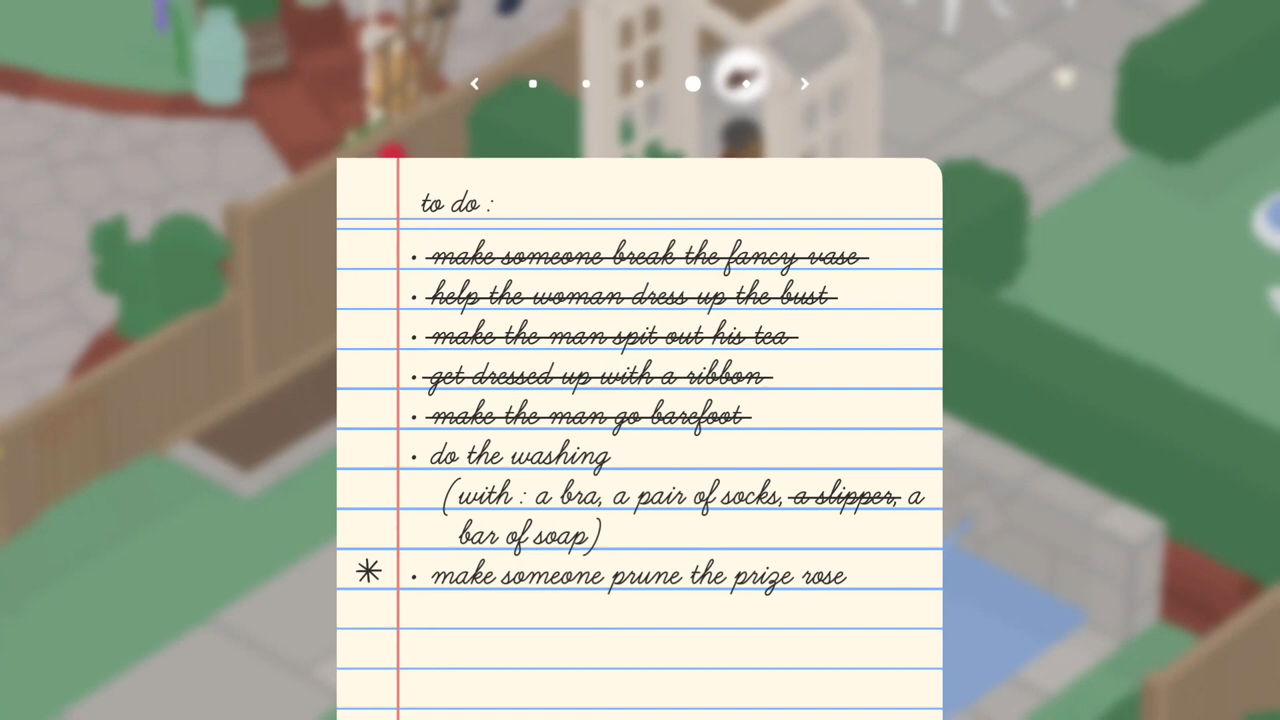 to do :
• make someone break the fancy vase
• help the woman dress up the bust
• make the man spit out his tea
• get dressed up with a ribbon
• make the man go barefoot
• do the washing
(with : a bra, a pair of socks, a slipper, a
bar of soap)
• make someone prune the prize rose